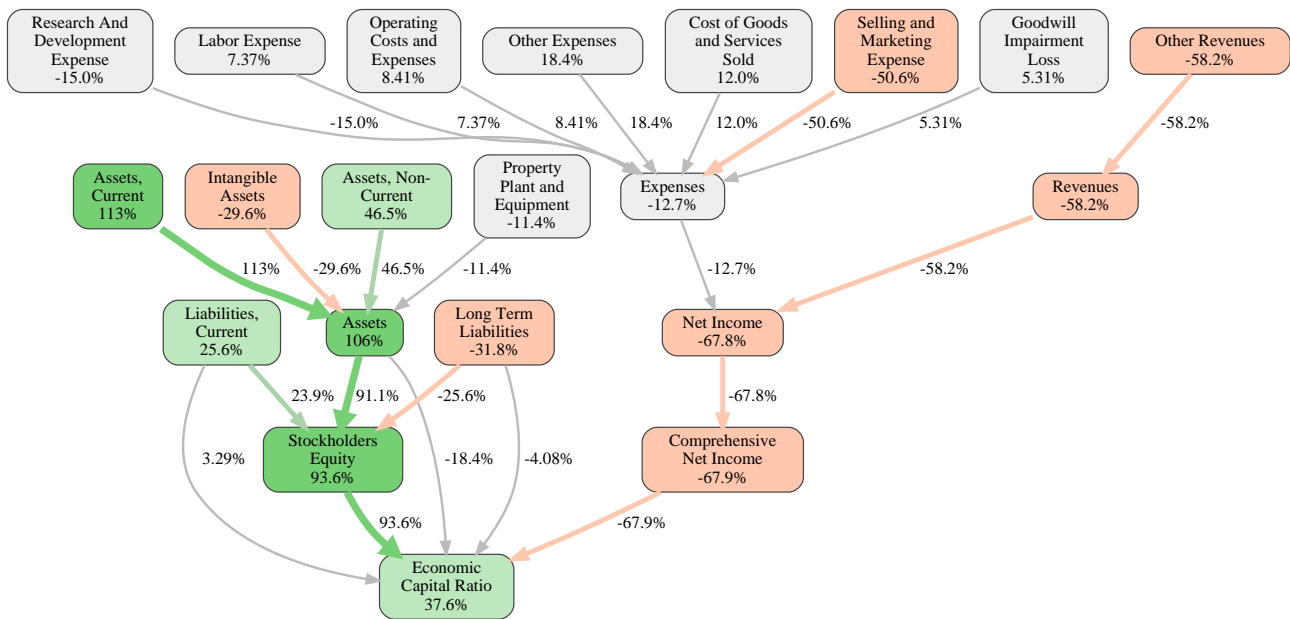 Research And
Development
Expense
-15.0%
Labor Expense
7.37%
Operating
Costs and
Expenses
8.41%
Other Expenses
18.4%
Cost of Goods
and Services
Sold
12.0%
Selling and
Marketing
Expense
-50.6%
Goodwill
Impairment
Loss
5.31%
Other Revenues
-58.2%
-15.0%
7.37%
8.41%
18.4%
12.0%
-50.6%
5.31%
-58.2%
Assets,
Current
113%
Intangible
Assets
-29.6%
Assets, Non-
Current
46.5%
Property
Plant and
Equipment
-11.4%
Expenses
-12.7%
Revenues
-58.2%
113%
-29.6%
46.5%
-11.4%
-12.7%
-58.2%
Liabilities,
Current
25.6%
Assets
106%
Long Term
Liabilities
-31.8%
Net Income
-67.8%
23.9%
91.1%
-25.6%
-67.8%
Stockholders
Equity
93.6%
Comprehensive
Net Income
-67.9%
3.29%
-18.4%
-4.08%
93.6%
-67.9%
Economic
Capital Ratio
37.6%